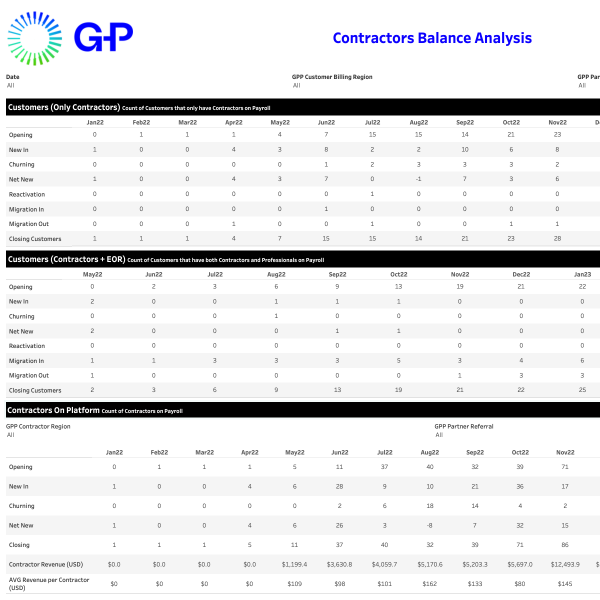 G-P
Contractors Balance Analysis
Date GPP Customer Billing Region GPP Par
All All All
Customers (Only Contractors) Count of Customers that only have Contractors on Payroll
Jan22 Feb22 Mar22 Apr22 May22 Jun22 Jul22 Aug22 Sep22 Oct22 Nov22 De
Opening 0 1 1 1 4 7 15 15 14 21 23
New In 1 0 0 4 3 8 2 2 10 6 8
Churning 0 0 0 0 0 1 2 3 3 3 2
Net New 1 0 0 4 3 7 0 -1 7 3 6
Reactivation 0 0 0 0 0 0 1 0 0 0 0
Migration In 0 0 0 0 0 1 0 0 0 0 0
Migration Out 0 0 0 1 0 0 1 0 0 1 1
Closing Customers 1 1 1 4 7 15 15 14 21 23 28
Customers (Contractors + EOR) Count of Customers that have both Contractors and Professionals on Payroll
May22 Jun22 Jul22 Aug22 Sep22 Oct22 Nov22 Dec22 Jan23
Opening 0 2 3 6 9 13 19 21 22
New In 2 0 0 1 1 1 0 0 0
Churning 0 0 0 1 0 0 0 0 0
Net New 2 0 0 0 1 1 0 0 0
Reactivation 0 0 0 0 0 0 0 0 0
Migration In 1 1 3 3 3 5 3 4 6
Migration Out 1 0 0 0 0 0 1 3 3
Closing Customers 2 3 6 9 13 19 21 22 25
Contractors On Platform Count of Contractors on Payroll
GPP Contractor Region GPP Partner Referral
All All
Jan22 Feb22 Mar22 Apr22 May22 Jun22 Jul22 Aug22 Sep22 Oct22 Nov22
Opening 0 1 1 1 5 11 37 40 32 39 71
New In 1 0 0 4 6 28 9 10 21 36 17
Churning 0 0 0 0 0 2 6 18 14 4 2
Net New 1 0 0 4 6 26 3 -8 7 32 15
Closing 1 1 1 5 11 37 40 32 39 71 86
Contractor Revenue (USD) $0.0 $0.0 $0.0 $0.0 $1,199.4 $3,630.8 $4,059.7 $5,170.6 $5,203.3 $5,697.0 $12,493.9 $
AVG Revenue per Contractor (USD) $0 $0 $0 $0 $109 $98 $101 $162 $133 $80 $145